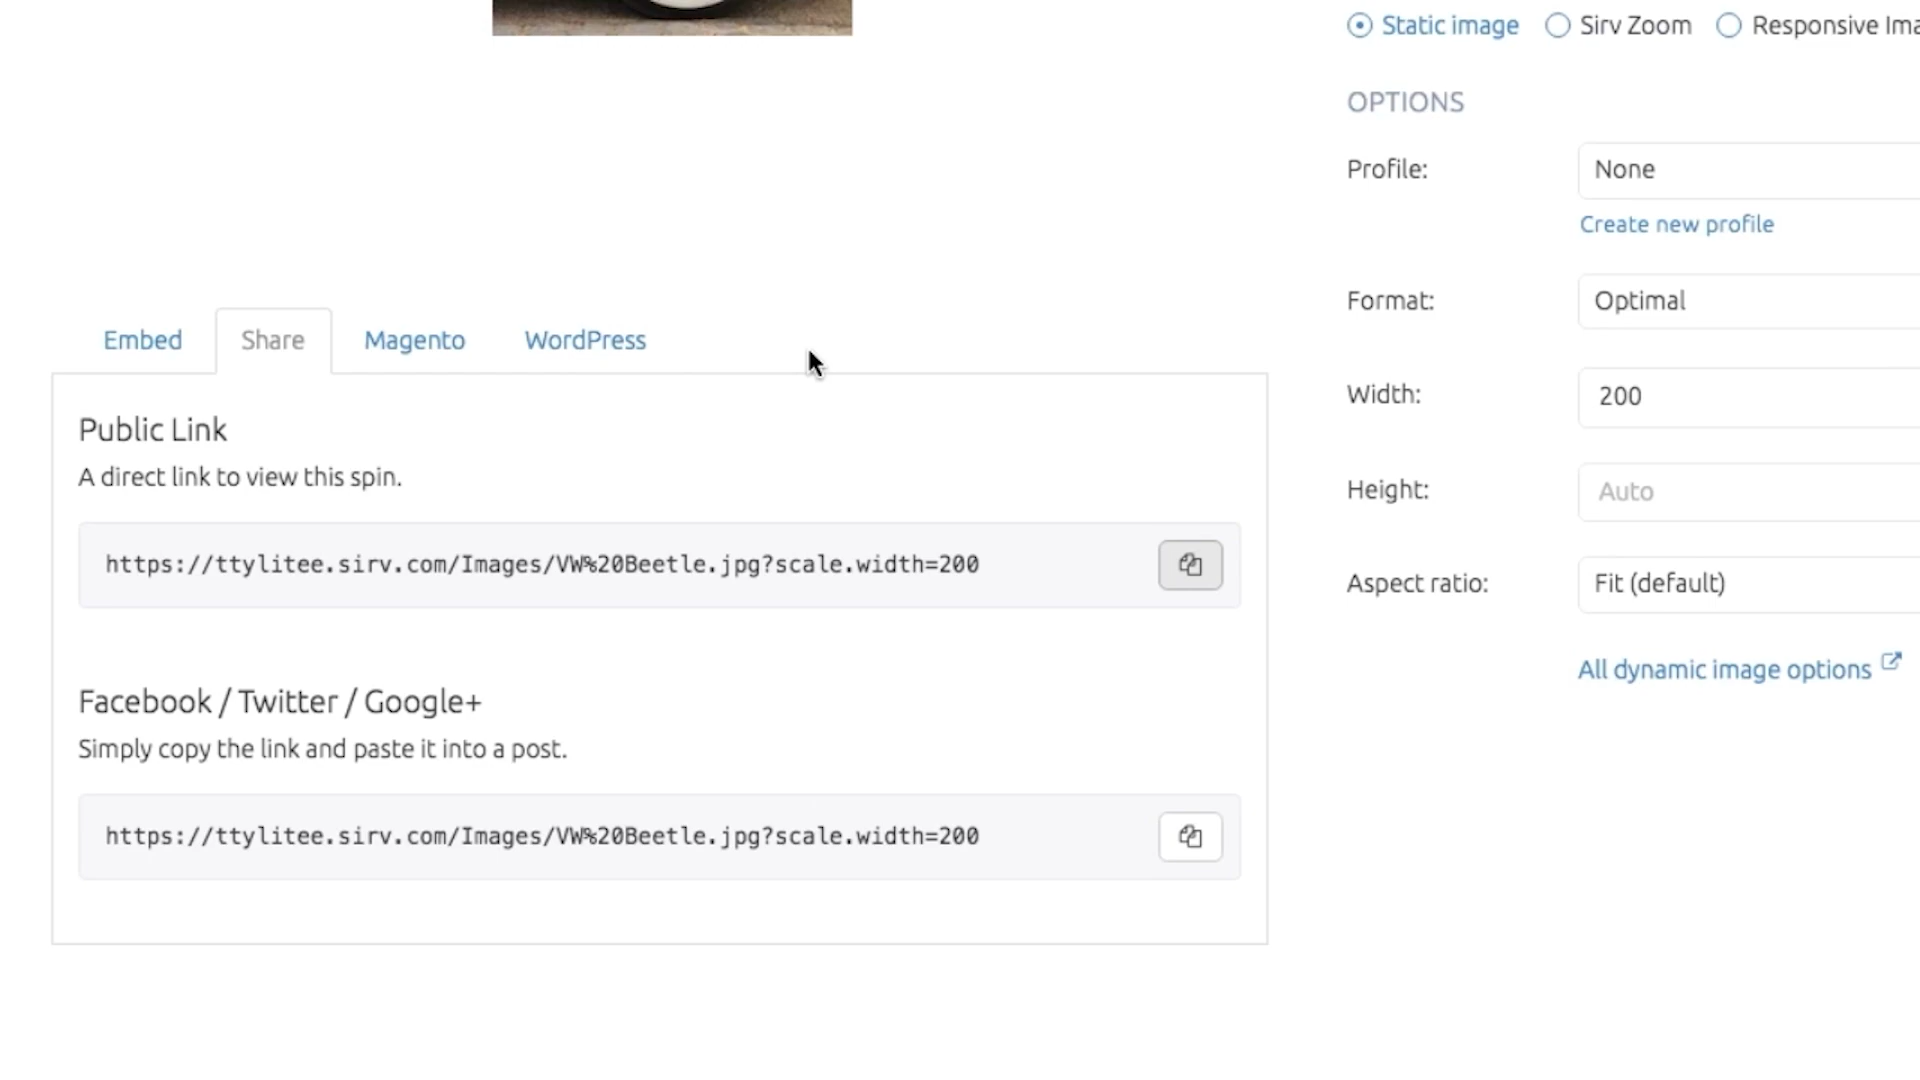 Static image Sirv Zoom Responsive Ima
OPTIONS
Profile: None
Create new profile
Format: Optimal
Embed Share Magento WordPress
Width: 200
Public Link
A direct link to view this spin.
Height: Auto
https://ttylitee.sirv.com/Images/VW%20Beetle.jpg?scale.width=200
Aspect ratio: Fit (default)
All dynamic image options
Facebook / Twitter / Google+
Simply copy the link and paste it into a post.
https://ttylitee.sirv.com/Images/VW%20Beetle.jpg?scale.width=200